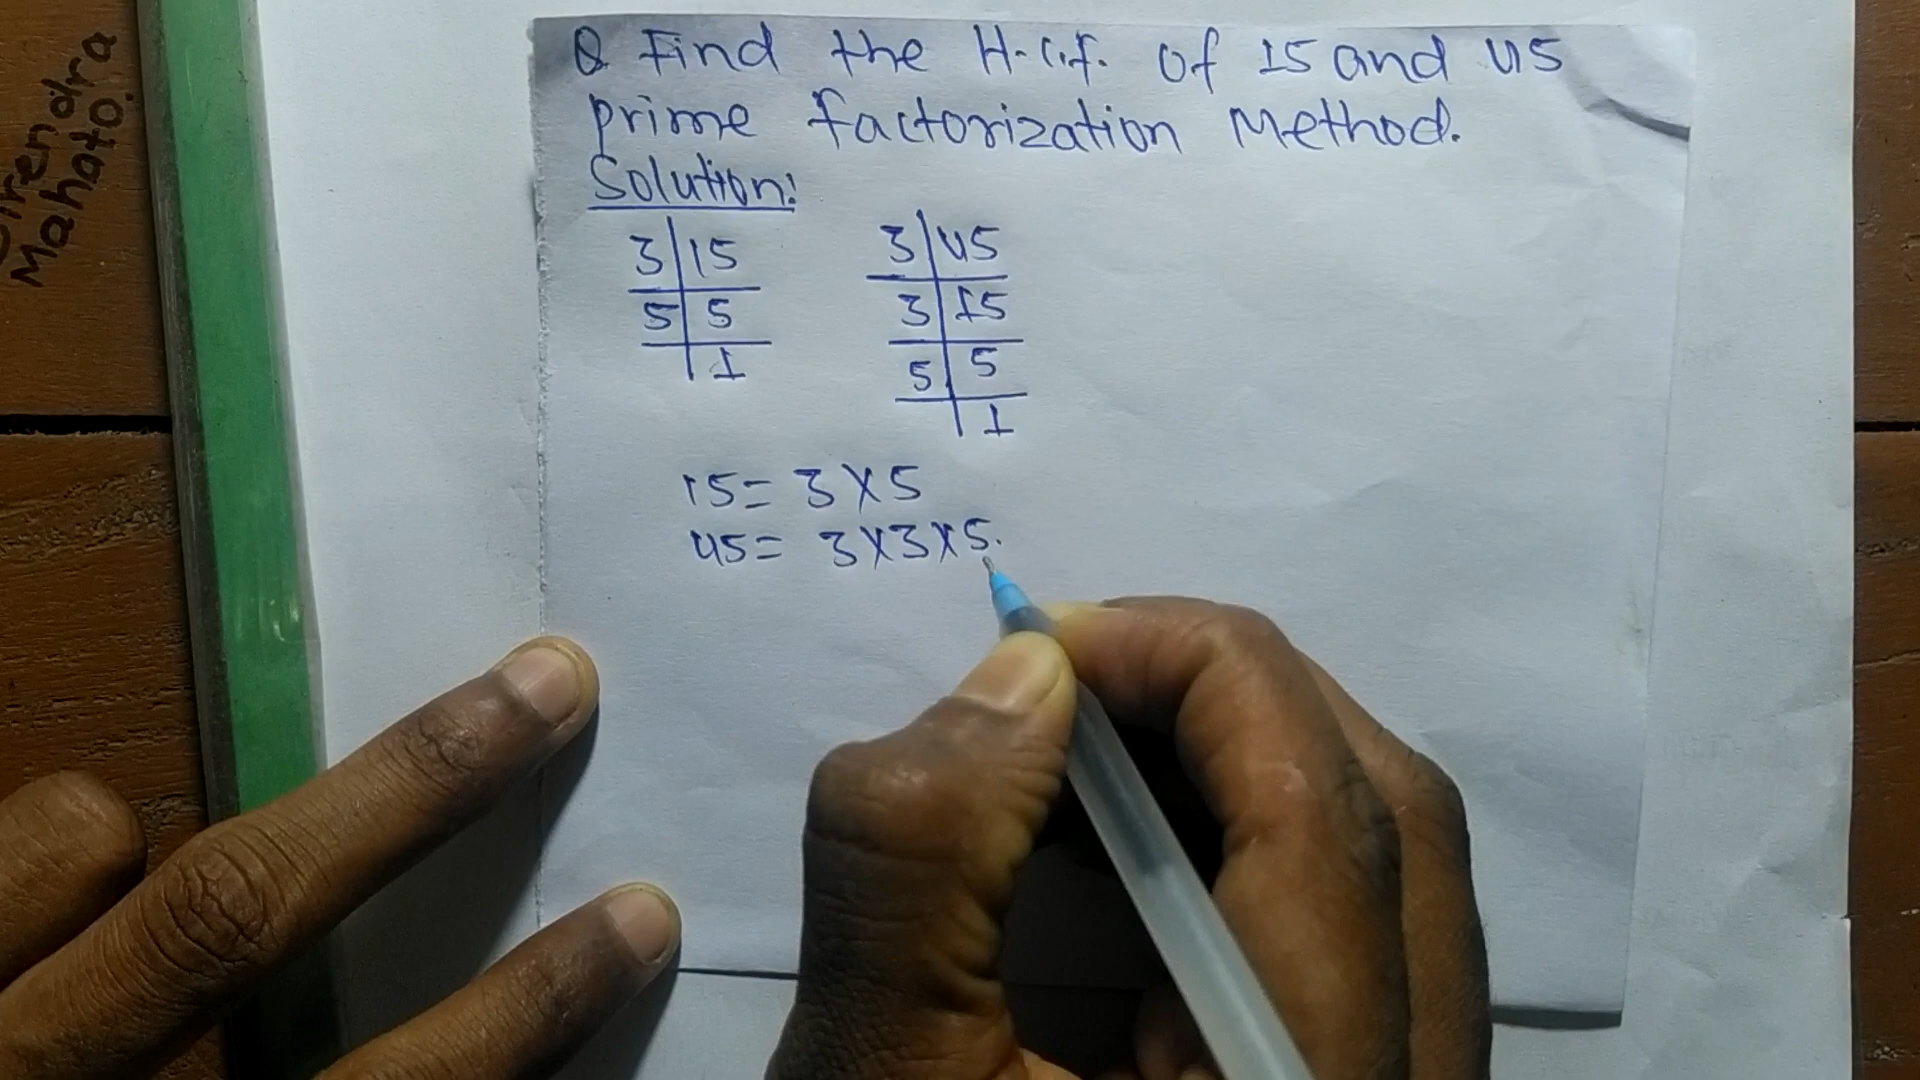 Q Find the H.C.f. of 15 and 45
prime factorization Method.
Solution:
3 | 15
5 | 5
1
3 | 45
3 | 15
5 | 5
1
15 = 3 × 5
45 = 3 × 3 × 5.
Mahato.